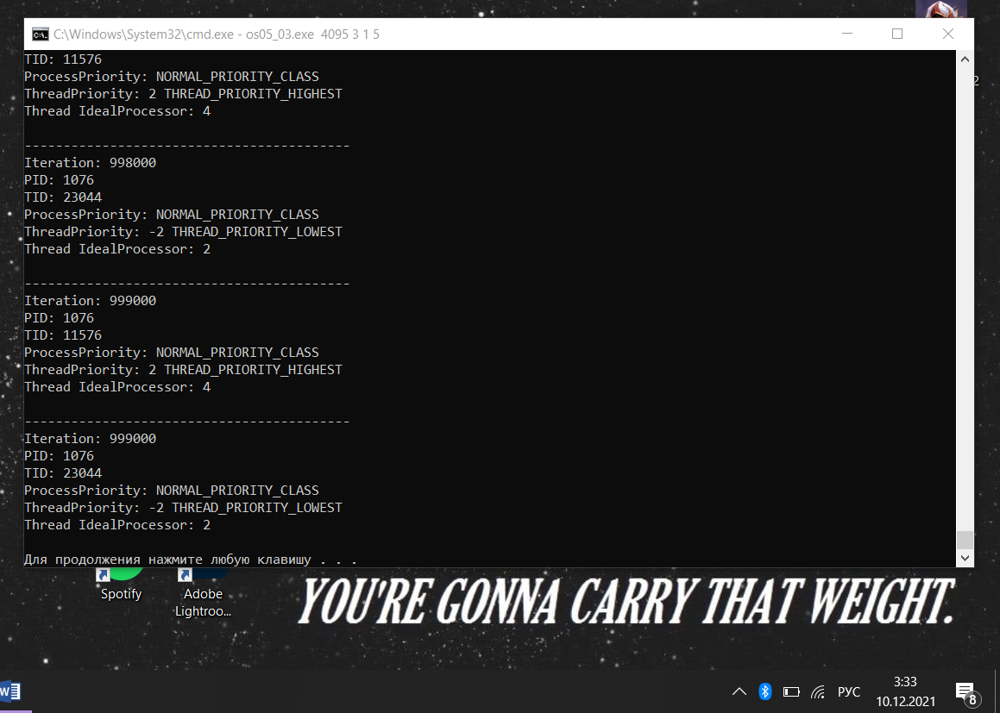 C:\Windows\System32\cmd.exe - os05_03.exe  4095 3 1 5
TID: 11576
ProcessPriority: NORMAL_PRIORITY_CLASS
ThreadPriority: 2 THREAD_PRIORITY_HIGHEST
Thread IdealProcessor: 4
------------------------------------------
Iteration: 998000
PID: 1076
TID: 23044
ProcessPriority: NORMAL_PRIORITY_CLASS
ThreadPriority: -2 THREAD_PRIORITY_LOWEST
Thread IdealProcessor: 2
------------------------------------------
Iteration: 999000
PID: 1076
TID: 11576
ProcessPriority: NORMAL_PRIORITY_CLASS
ThreadPriority: 2 THREAD_PRIORITY_HIGHEST
Thread IdealProcessor: 4
------------------------------------------
Iteration: 999000
PID: 1076
TID: 23044
ProcessPriority: NORMAL_PRIORITY_CLASS
ThreadPriority: -2 THREAD_PRIORITY_LOWEST
Thread IdealProcessor: 2
Для продолжения нажмите любую клавишу . . .
2
Spotify
Adobe
Lightroo...
YOU'RE GONNA CARRY THAT WEIGHT.
W
РУС
3:33
10.12.2021
8